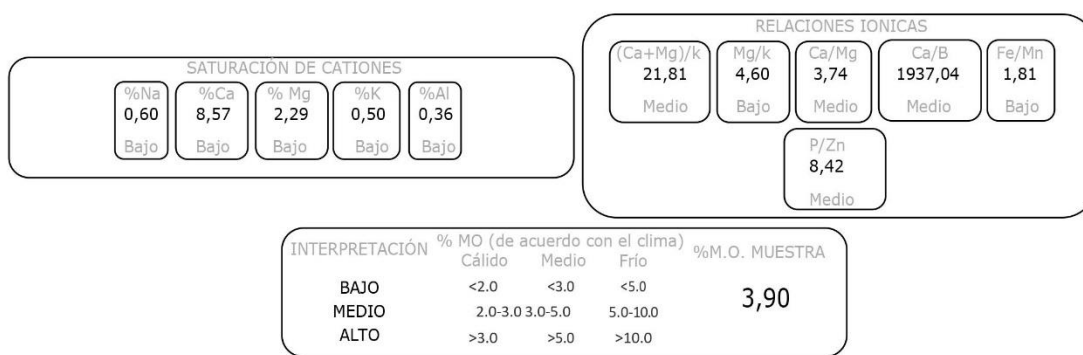 SATURACIÓN DE CATIONES
%Na %Ca % Mg %K %Al
0,60 8,57 2,29 0,50 0,36
Bajo Bajo Bajo Bajo Bajo
RELACIONES IONICAS
(Ca+Mg)/k Mg/k Ca/Mg Ca/B Fe/Mn
21,81 4,60 3,74 1937,04 1,81
Medio Bajo Medio Medio Bajo
P/Zn
8,42
Medio
INTERPRETACIÓN % MO (de acuerdo con el clima) %M.O. MUESTRA
Cálido Medio Frío
BAJO <2.0 <3.0 <5.0
3,90
MEDIO 2.0-3.0 3.0-5.0 5.0-10.0
ALTO >3.0 >5.0 >10.0